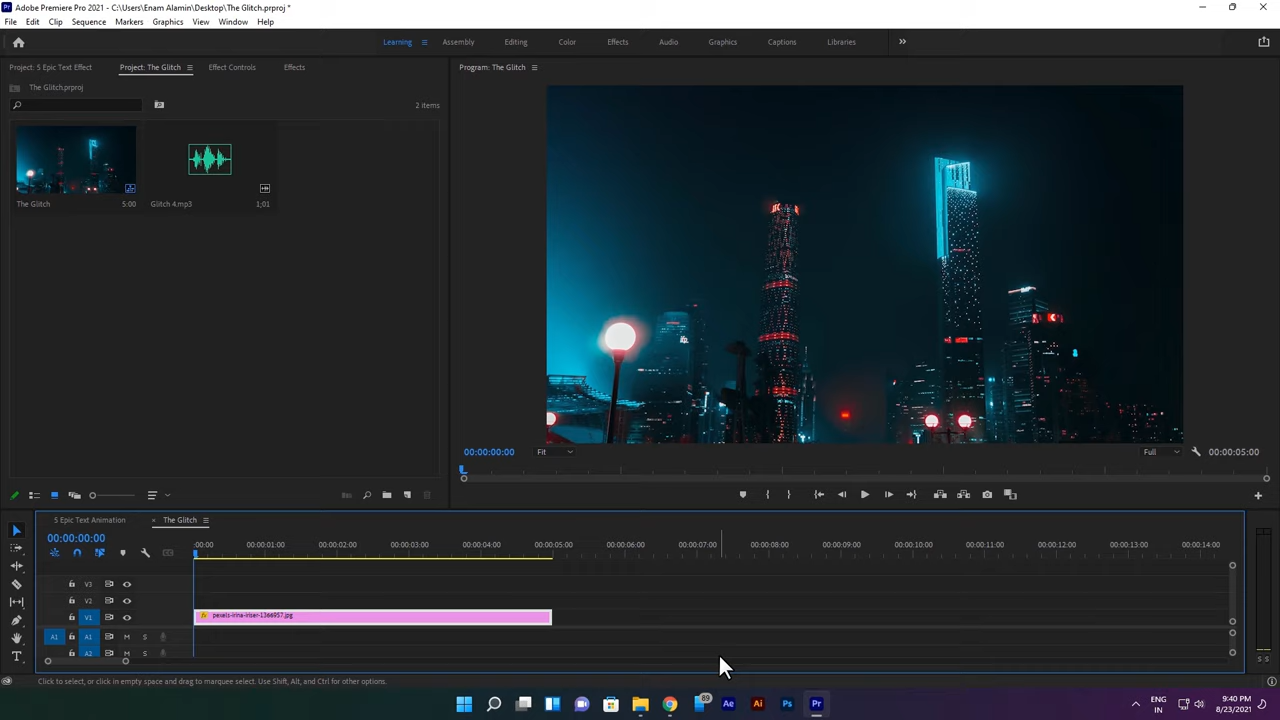 Adobe Premiere Pro 2021 - C:\Users\Enam Alamin\Desktop\The Glitch.prproj *
File Edit Clip Sequence Markers Graphics View Window Help
Learning Assembly Editing Color Effects Audio Graphics Captions Libraries
Project: 5 Epic Text Effect Project: The Glitch Effect Controls Effects
Program: The Glitch
The Glitch.prproj
2 items
The Glitch 5:00 Glitch 4.mp3 1;01
00:00:00:00 Fit Full 00:00:05:00
5 Epic Text Animation × The Glitch
00:00:00:00
:00:00 00:00:01:00 00:00:02:00 00:00:03:00 00:00:04:00 00:00:05:00 00:00:06:00 00:00:07:00 00:00:08:00 00:00:09:00 00:00:10:00 00:00:11:00 00:00:12:00 00:00:13:00 00:00:14:00
V3
V2
V1 fx pexels-irina-iriser-1366957.jpg
A1 A1 M S
A2 M S
S S
Click to select, or click in empty space and drag to marquee select. Use Shift, Alt, and Ctrl for other options.
89 Ae Ai Ps Pr
ENG
IN
9:40 PM
8/23/2021